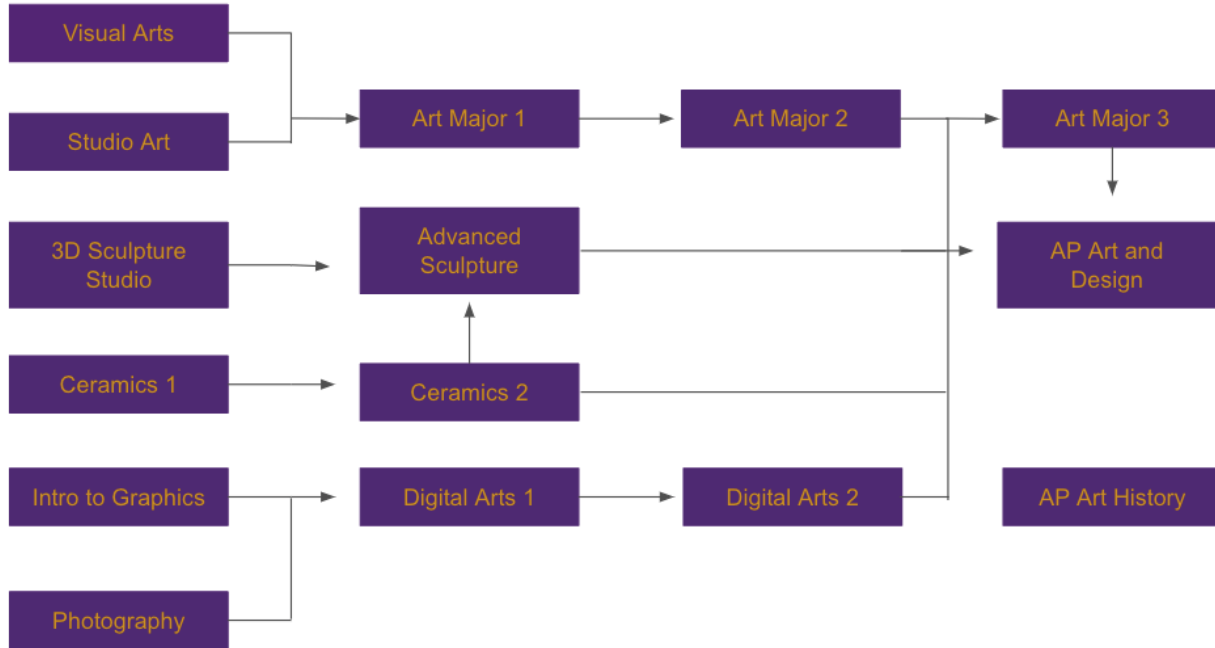 Visual Arts
Studio Art
Art Major 1
Art Major 2
Art Major 3
3D Sculpture
Studio
Advanced
Sculpture
AP Art and
Design
Ceramics 1
Ceramics 2
Intro to Graphics
Digital Arts 1
Digital Arts 2
AP Art History
Photography